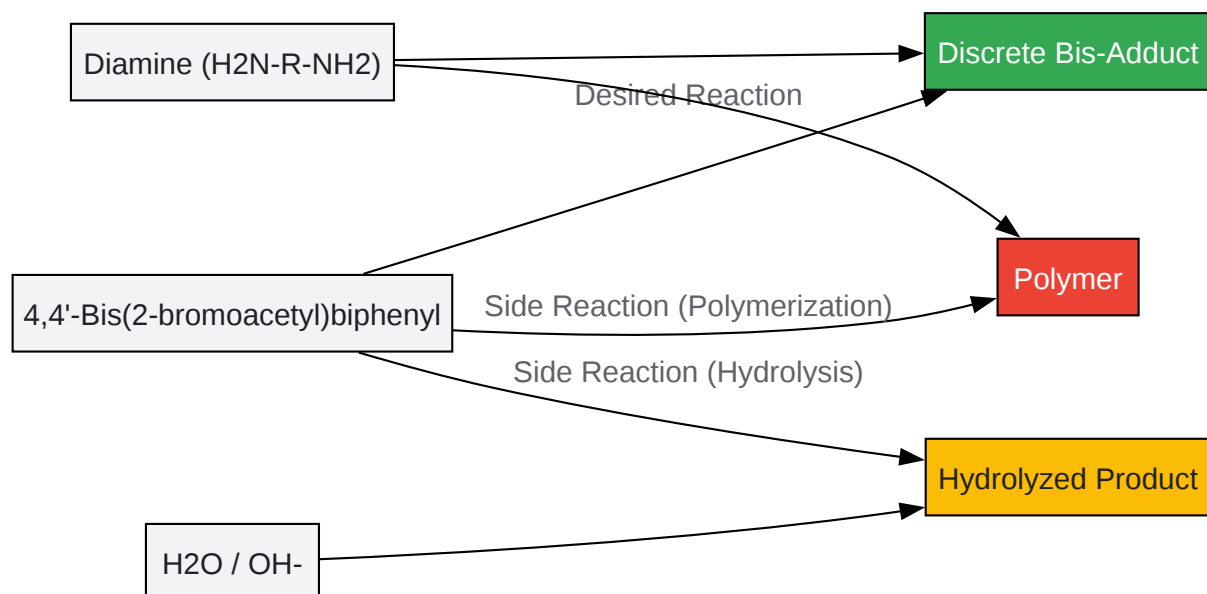 Diamine (H2N-R-NH2)
Discrete Bis-Adduct
Desired Reaction
Polymer
4,4'-Bis(2-bromoacetyl)biphenyl
Side Reaction (Polymerization)
Side Reaction (Hydrolysis)
Hydrolyzed Product
H2O / OH-